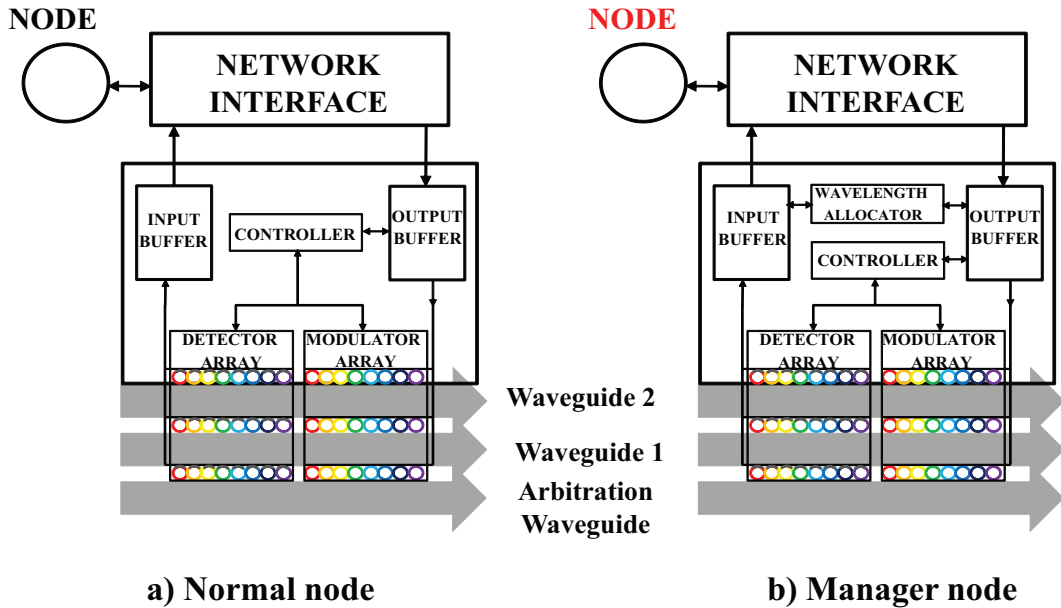 NODE
NETWORK
INTERFACE
INPUT
BUFFER
CONTROLLER
OUTPUT
BUFFER
DETECTOR
ARRAY
MODULATOR
ARRAY
a) Normal node
Waveguide 2
Waveguide 1
Arbitration
Waveguide
NODE
NETWORK
INTERFACE
INPUT
BUFFER
WAVELENGTH
ALLOCATOR
OUTPUT
BUFFER
CONTROLLER
DETECTOR
ARRAY
MODULATOR
ARRAY
b) Manager node